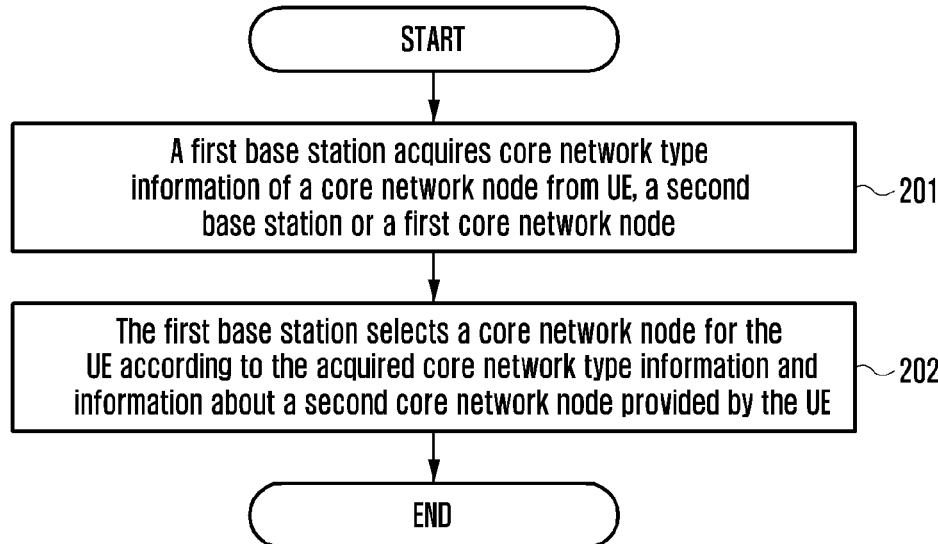 START
A first base station acquires core network type
information of a core network node from UE, a second
base station or a first core network node
201
The first base station selects a core network node for the
UE according to the acquired core network type information and
information about a second core network node provided by the UE
202
END